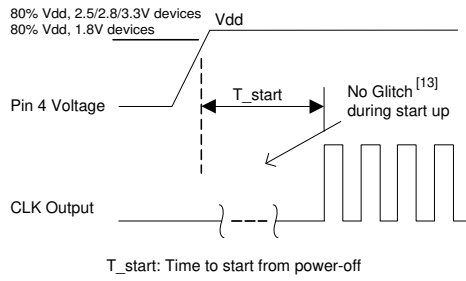 80% Vdd, 2.5/2.8/3.3V devices
80% Vdd, 1.8V devices
Vdd
Pin 4 Voltage
T_start
No Glitch [13]
during start up
CLK Output
T_start: Time to start from power-off